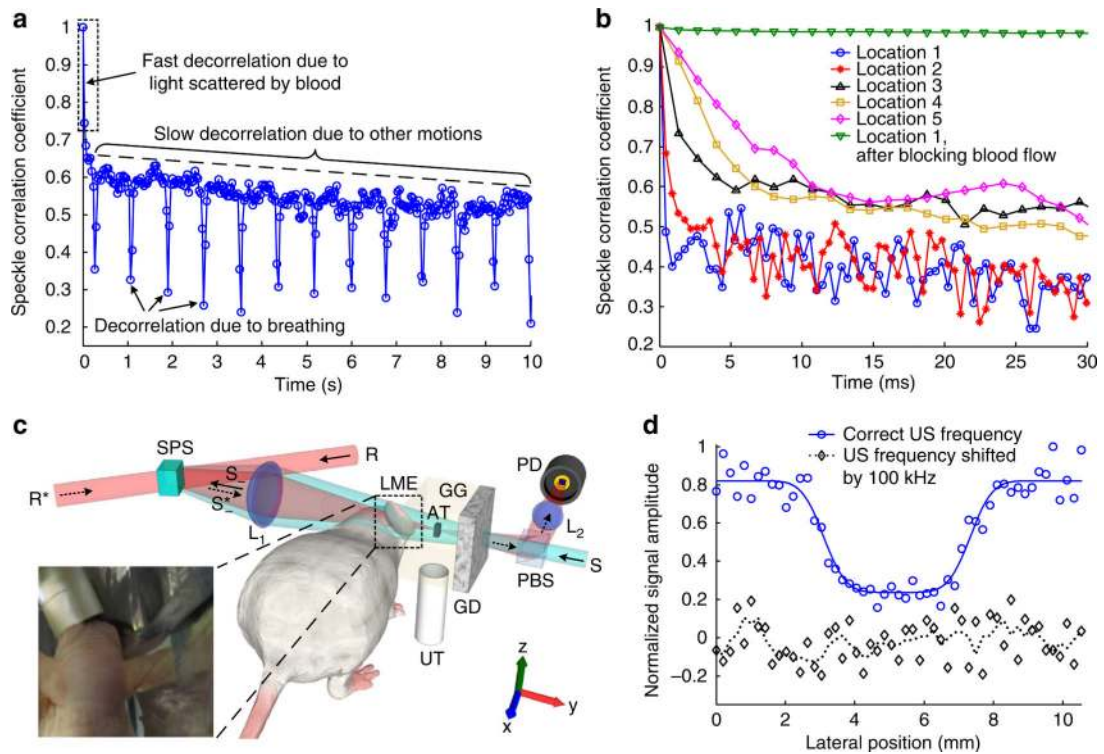 a
1
0.9
0.8
0.7
0.6
0.5
0.4
0.3
0.2
Speckle correlation coefficient
Fast decorrelation due to
light scattered by blood
Slow decorrelation due to other motions
Decorrelation due to breathing
0 1 2 3 4 5 6 7 8 9 10
Time (s)
b
1
0.9
0.8
0.7
0.6
0.5
0.4
0.3
0.2
Speckle correlation coefficient
Location 1
Location 2
Location 3
Location 4
Location 5
Location 1,
after blocking blood flow
0 5 10 15 20 25 30
Time (ms)
c
SPS
R
R*
S
S*
L1
LME
AT
GG
PD
L2
PBS
S
GD
UT
z
y
x
d
Correct US frequency
US frequency shifted
by 100 kHz
1
0.8
0.6
0.4
0.2
0
−0.2
Normalized signal amplitude
0 2 4 6 8 10
Lateral position (mm)